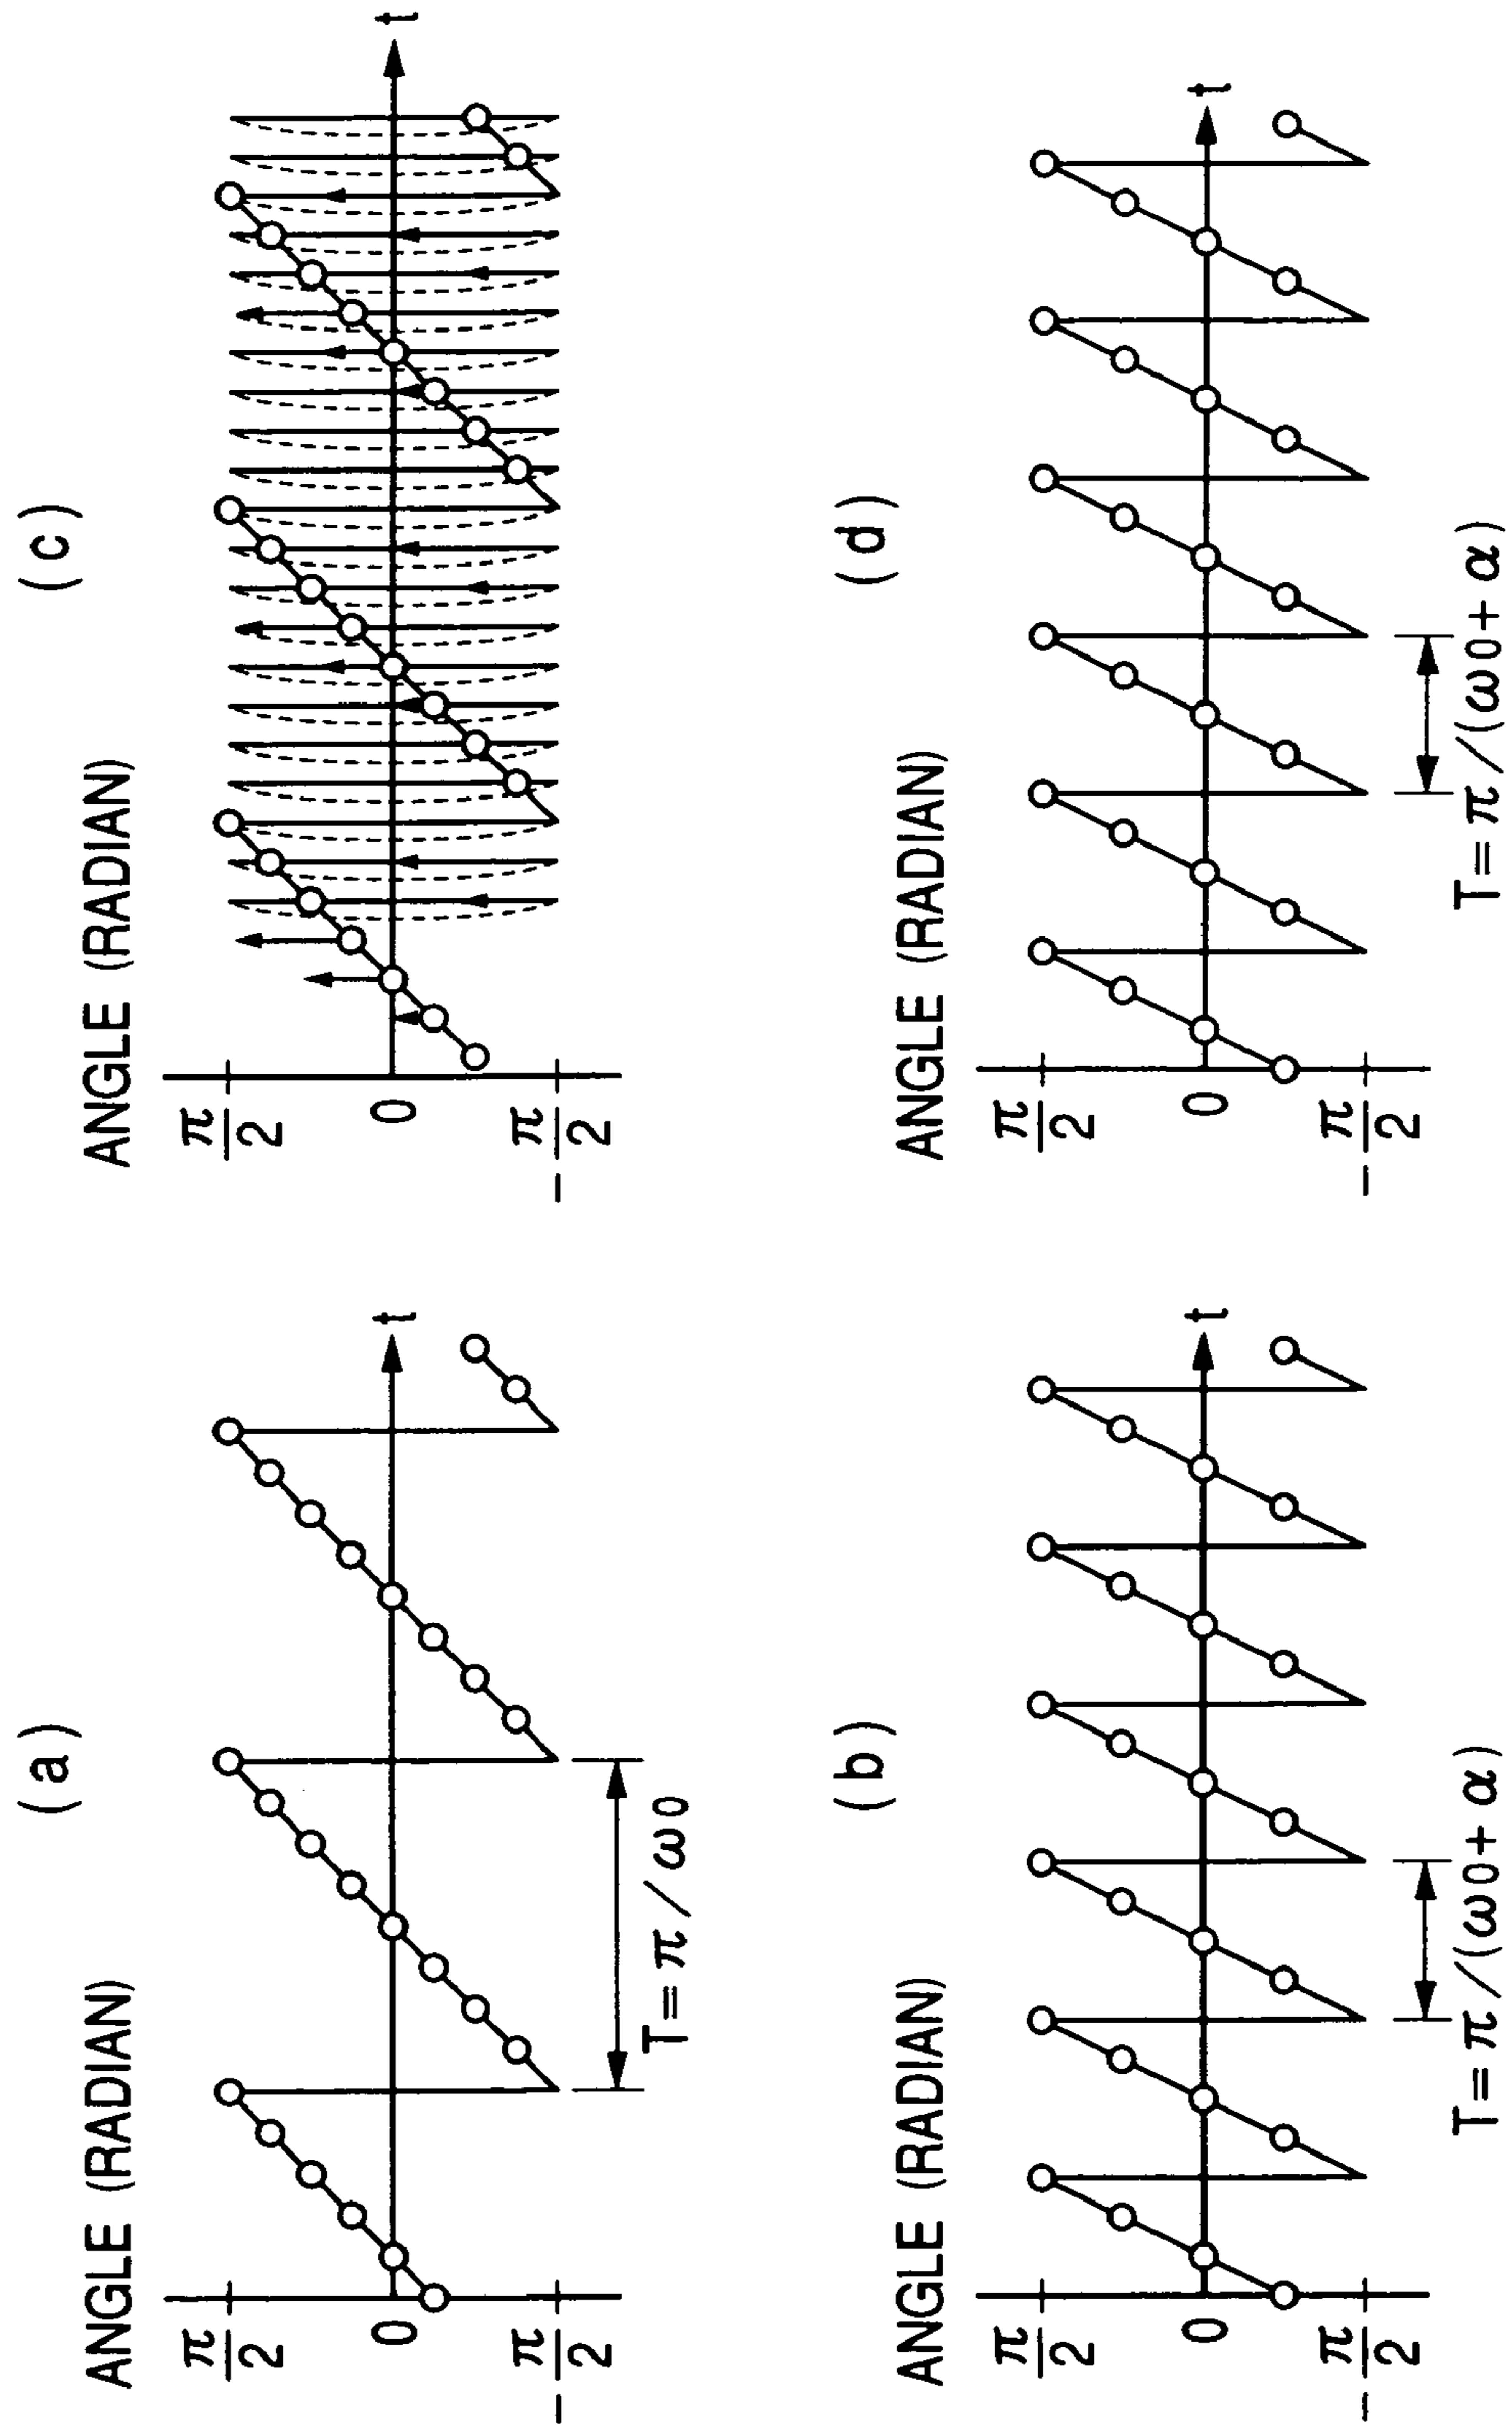 (a)
ANGLE (RADIAN)
π/2
0
-π/2
t
T=π/ω0
(b)
ANGLE (RADIAN)
π/2
0
-π/2
t
T=π/(ω0+α)
(c)
ANGLE (RADIAN)
π/2
0
-π/2
t
(d)
ANGLE (RADIAN)
π/2
0
-π/2
t
T=π/(ω0+α)